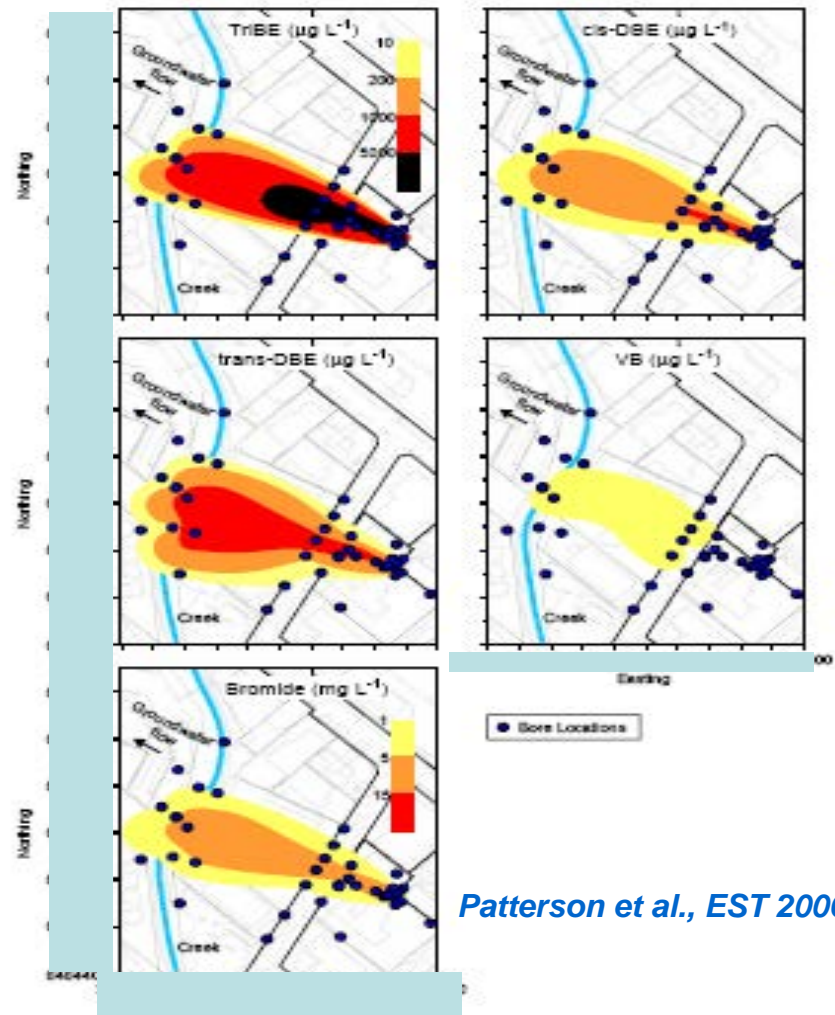 TriBE (µg L⁻¹)
Groundwater
flow
10
200
1000
5000
Northing
Creek
cis-DBE (µg L⁻¹)
Groundwater
flow
Creek
trans-DBE (µg L⁻¹)
Groundwater
flow
Northing
Creek
VB (µg L⁻¹)
Groundwater
flow
Creek
00
Easting
Bore Locations
Bromide (mg L⁻¹)
Groundwater
flow
5
15
Northing
Creek
Patterson et al., EST 200